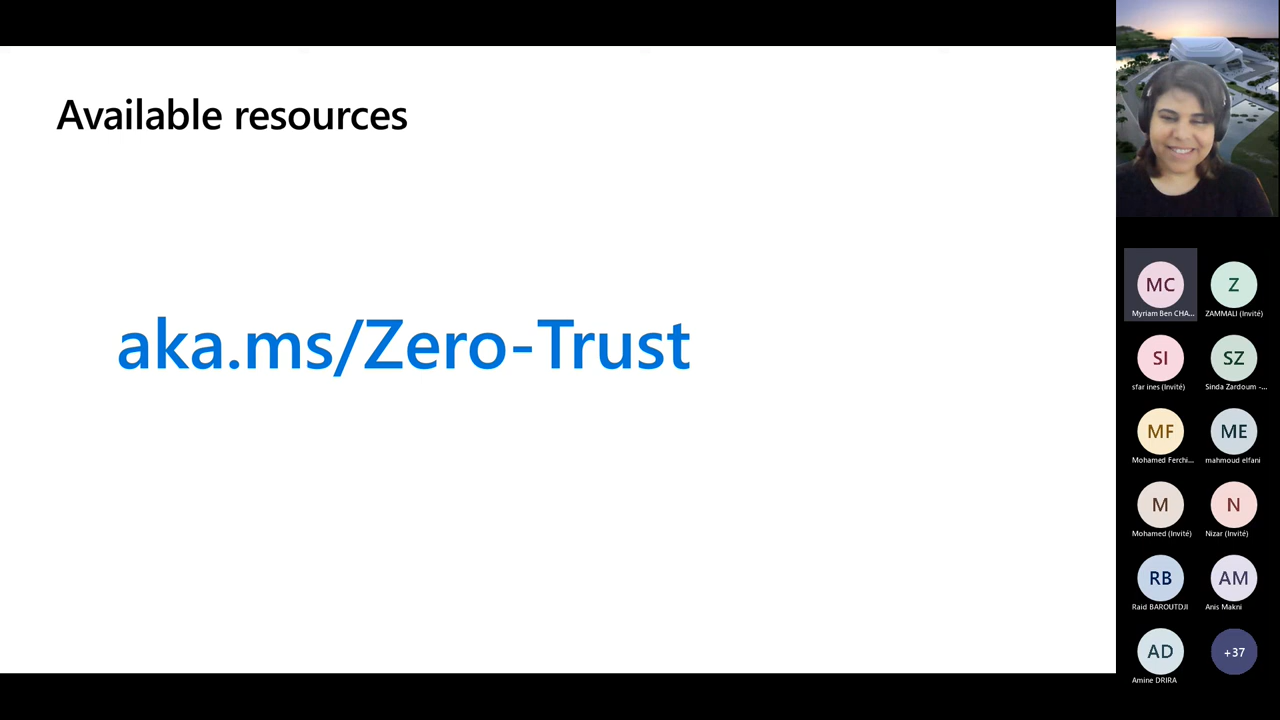 Available resources
aka.ms/Zero-Trust
MC
Myriam Ben CHA...
Z
ZAMMALI (Invité)
SI
sfar ines (Invité)
SZ
Sinda Zardoum -...
MF
Mohamed Ferchi...
ME
mahmoud elfani
M
Mohamed (Invité)
N
Nizar (Invité)
RB
Raid BAROUTDJI
AM
Anis Makni
AD
Amine DRIRA
+37